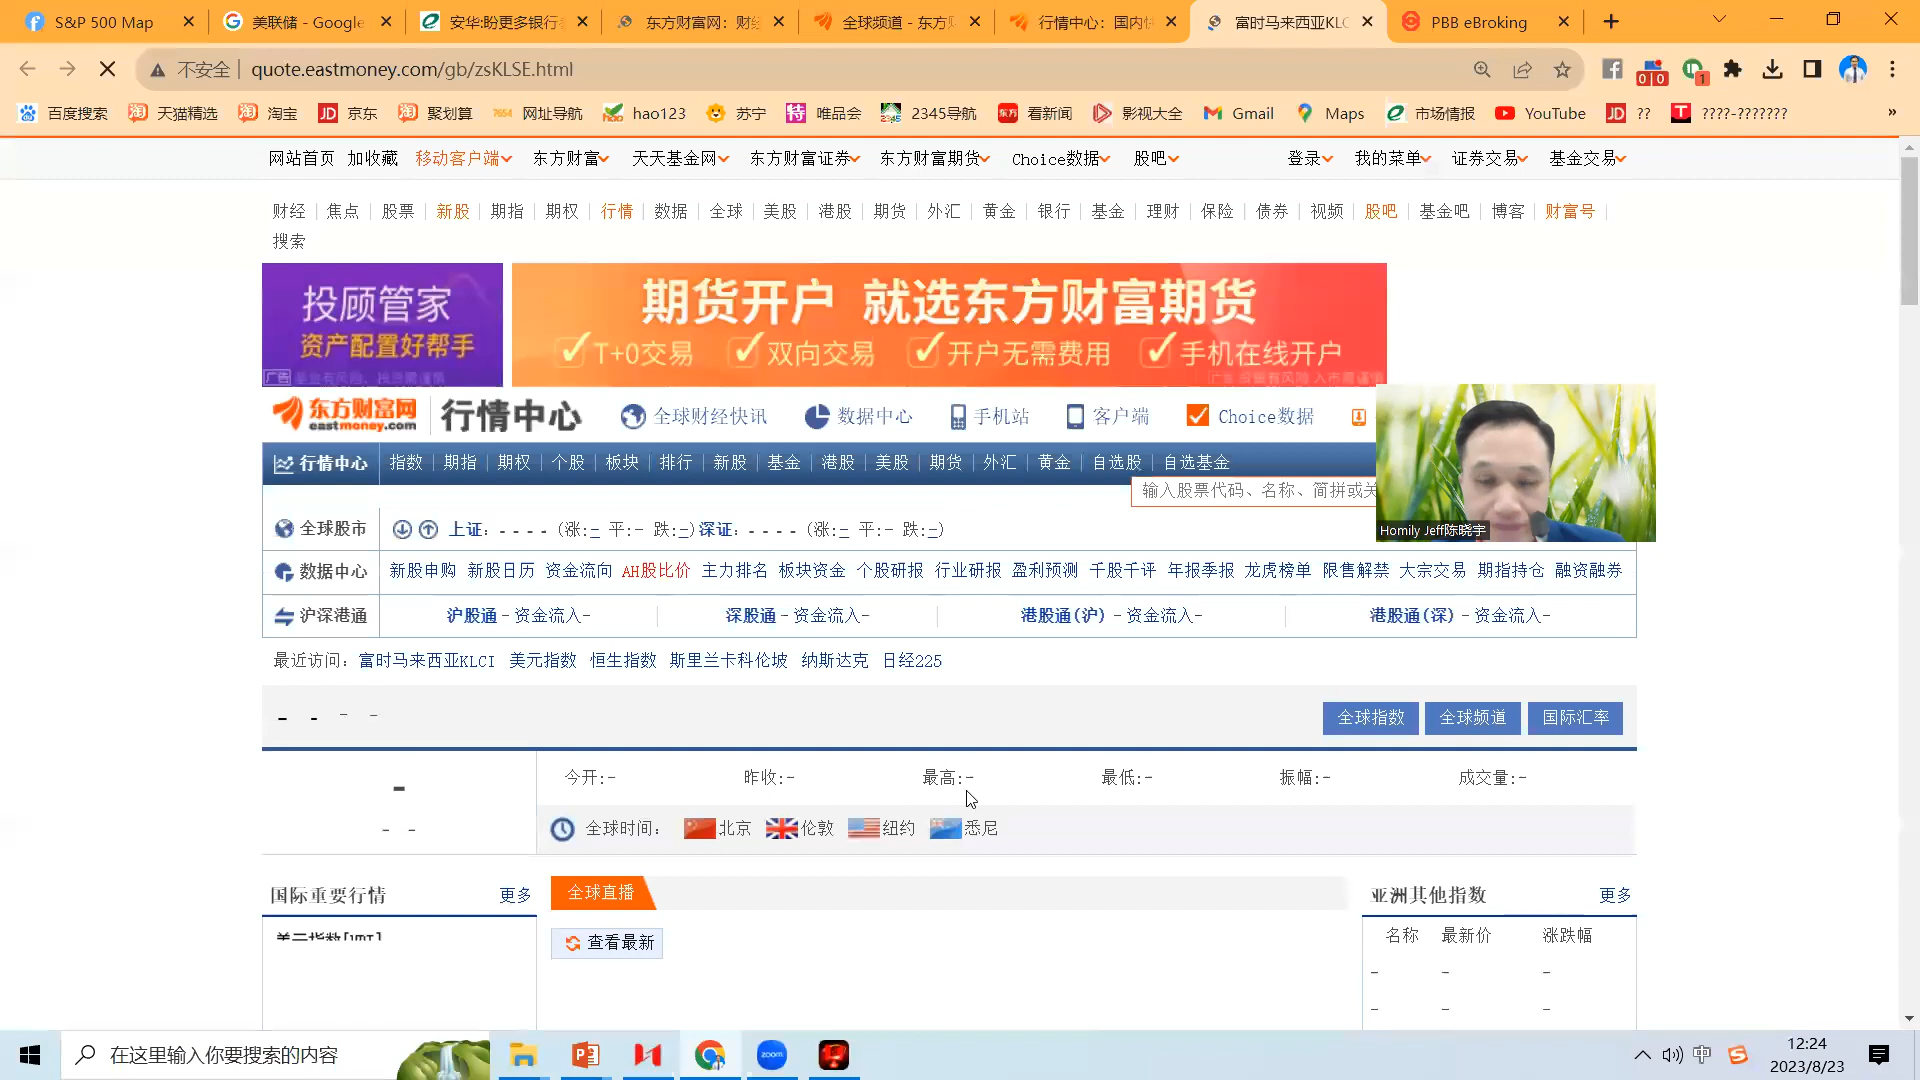 S&P 500 Map
美联储 - Google
安华:盼更多银行
东方财富网：财经
全球频道 - 东方
行情中心：国内快
富时马来西亚KLC
PBB eBroking
不安全 | quote.eastmoney.com/gb/zsKLSE.html
0|0
1
百度搜索 天猫精选 淘宝 京东 聚划算 网址导航 hao123 苏宁 唯品会 2345导航 看新闻 影视大全 Gmail Maps 市场情报 YouTube ?? ????-???????
网站首页 加收藏 移动客户端 东方财富 天天基金网 东方财富证券 东方财富期货 Choice数据 股吧 登录 我的菜单 证券交易 基金交易
财经 焦点 股票 新股 期指 期权 行情 数据 全球 美股 港股 期货 外汇 黄金 银行 基金 理财 保险 债券 视频 股吧 基金吧 博客 财富号
搜索
投顾管家
资产配置好帮手
广告
期货开户 就选东方财富期货
T+0交易 双向交易 开户无需费用 手机在线开户
东方财富网
eastmoney.com
行情中心 全球财经快讯 数据中心 手机站 客户端 Choice数据
行情中心 指数 期指 期权 个股 板块 排行 新股 基金 港股 美股 期货 外汇 黄金 自选股 自选基金
输入股票代码、名称、简拼或关
Homily Jeff陈晓宇
全球股市 上证：- - - - (涨:- 平:- 跌:-) 深证：- - - - (涨:- 平:- 跌:-)
数据中心 新股申购 新股日历 资金流向 AH股比价 主力排名 板块资金 个股研报 行业研报 盈利预测 千股千评 年报季报 龙虎榜单 限售解禁 大宗交易 期指持仓 融资融券
沪深港通 沪股通 - 资金流入- 深股通 - 资金流入- 港股通(沪) - 资金流入- 港股通(深) - 资金流入-
最近访问：富时马来西亚KLCI 美元指数 恒生指数 斯里兰卡科伦坡 纳斯达克 日经225
- - - - 全球指数 全球频道 国际汇率
-
- -
今开:- 昨收:- 最高:- 最低:- 振幅:- 成交量:-
全球时间： 北京 伦敦 纽约 悉尼
国际重要行情 更多
全球直播
亚洲其他指数 更多
美元指数[UDI]
查看最新
名称 最新价 涨跌幅
- - -
- - -
在这里输入你要搜索的内容
zoom
中
12:24
2023/8/23